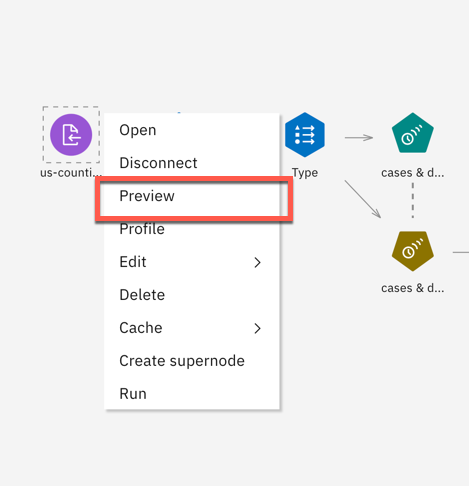 Open
Disconnect
us-counti...
Type
cases & d...
Preview
Profile
Edit
cases & d...
Delete
Cache
Create supernode
Run